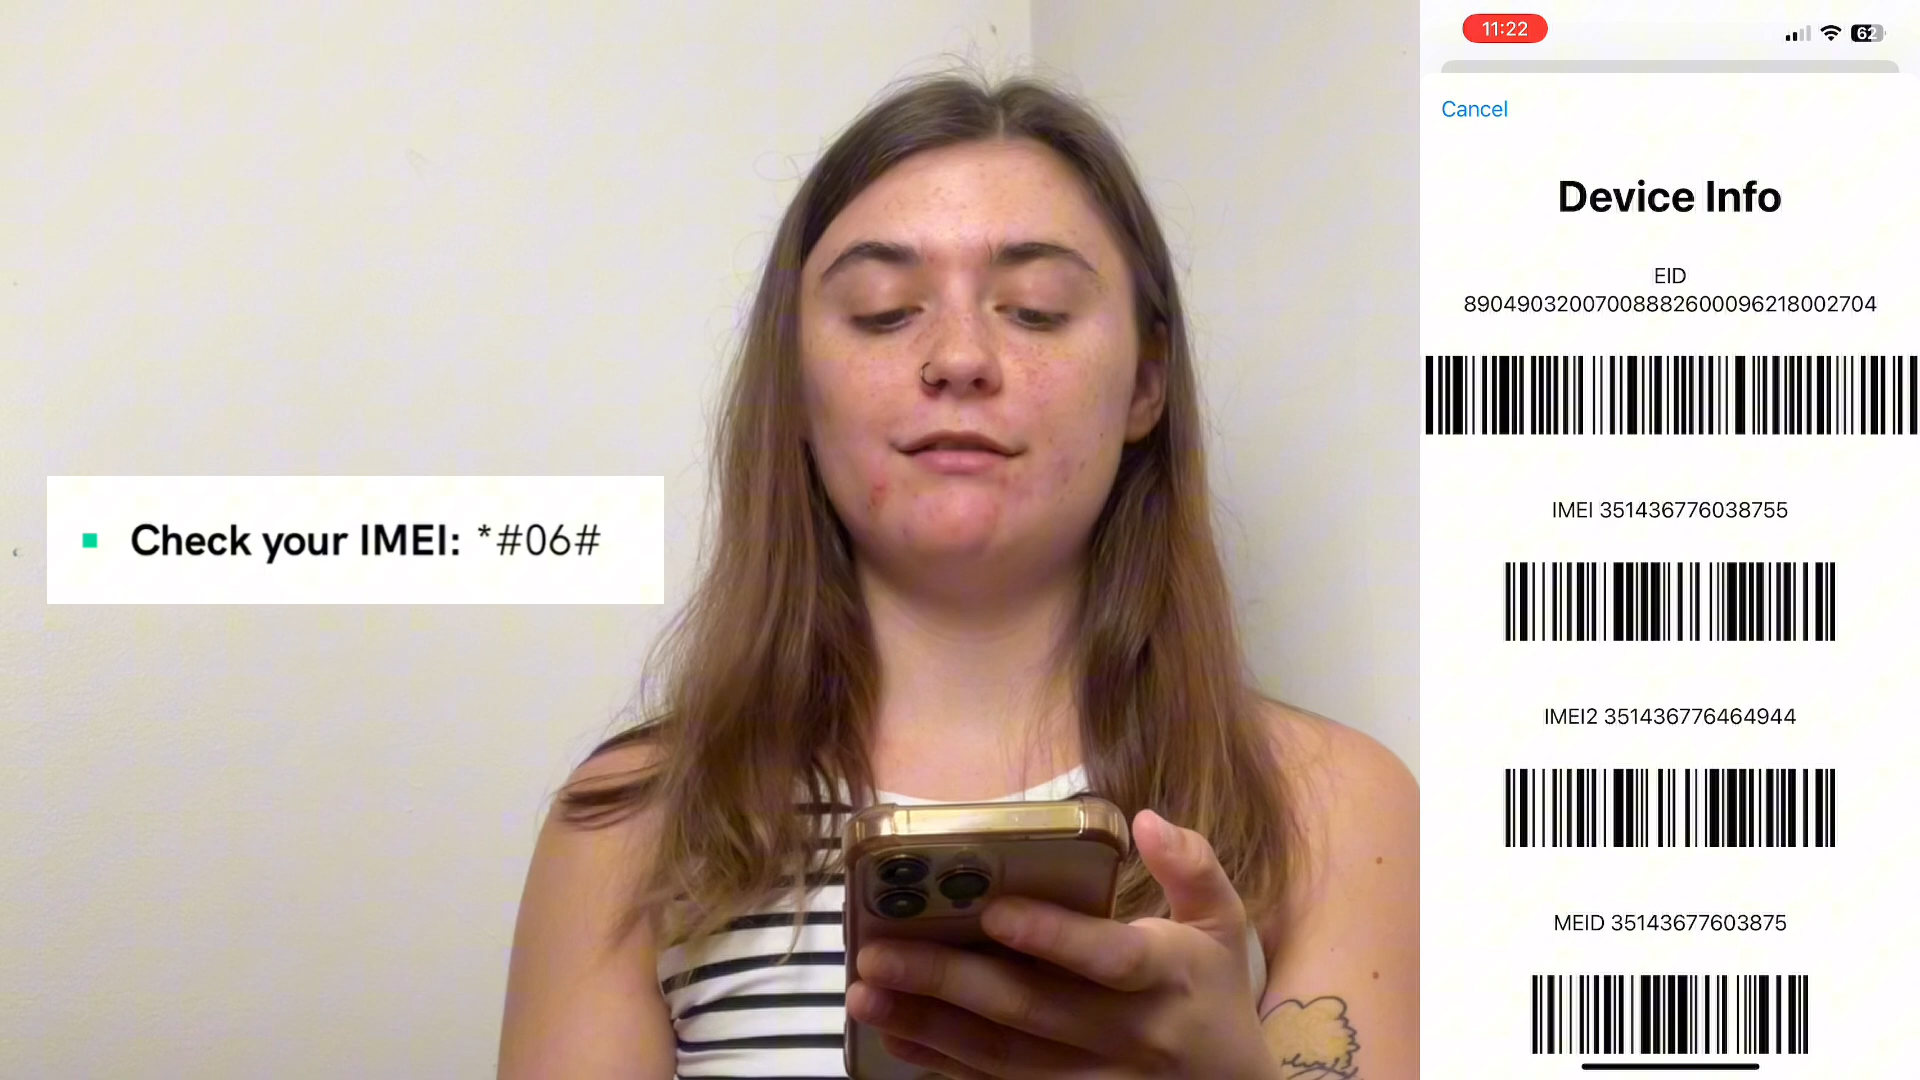 Check your IMEI: *#06#
11:22
62
Cancel
Device Info
EID
89049032007008882600096218002704
IMEI 351436776038755
IMEI2 351436776464944
MEID 35143677603875